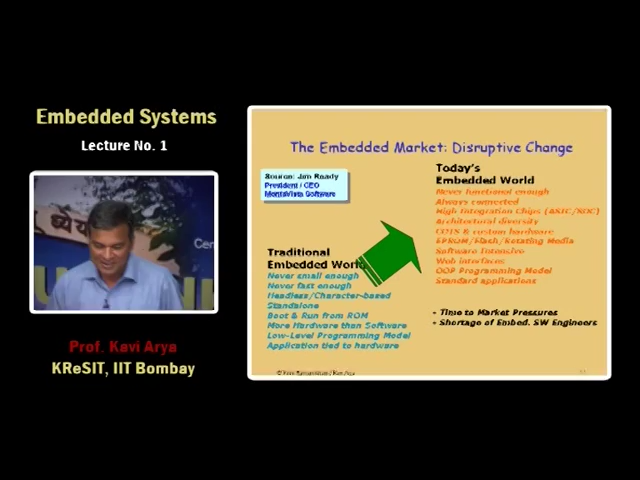 Embedded Systems
Lecture No. 1
ध्येय
Cen
Prof. Kavi Arya
KReSIT, IIT Bombay
The Embedded Market: Disruptive Change
Source: Jim Ready
President / CEO
MontaVista Software
Traditional
Embedded World
Never small enough
Never fast enough
Headless/Character-based
Standalone
Boot & Run from ROM
More Hardware than Software
Low-Level Programming Model
Application tied to hardware
Today's
Embedded World
Never functional enough
Always connected
High Integration Chips (ASIC/SOC)
Architectural diversity
COTS & custom hardware
EPROM/Flash/Rotating Media
Software Intensive
Web interfaces
OOP Programming Model
Standard applications
- Time to Market Pressures
- Shortage of Embed. SW Engineers